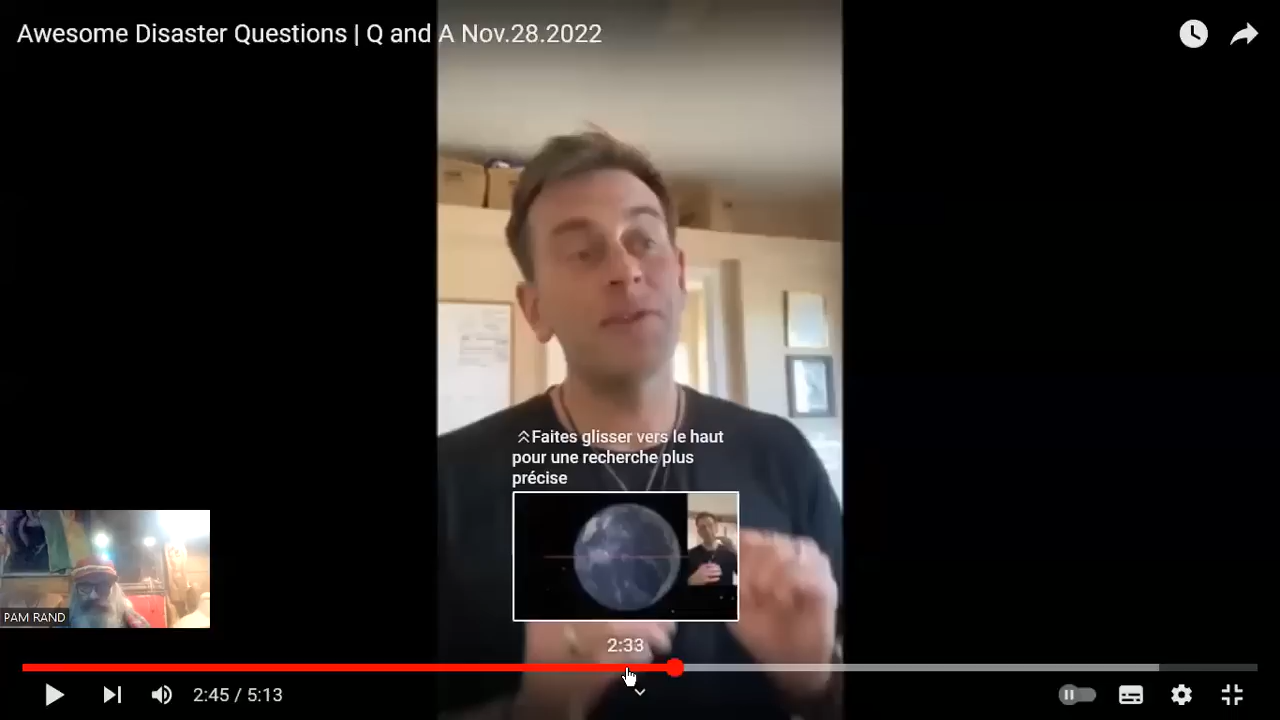 Awesome Disaster Questions | Q and A Nov.28.2022
Faites glisser vers le haut
pour une recherche plus
précise
PAM RAND
2:33
2:45 / 5:13